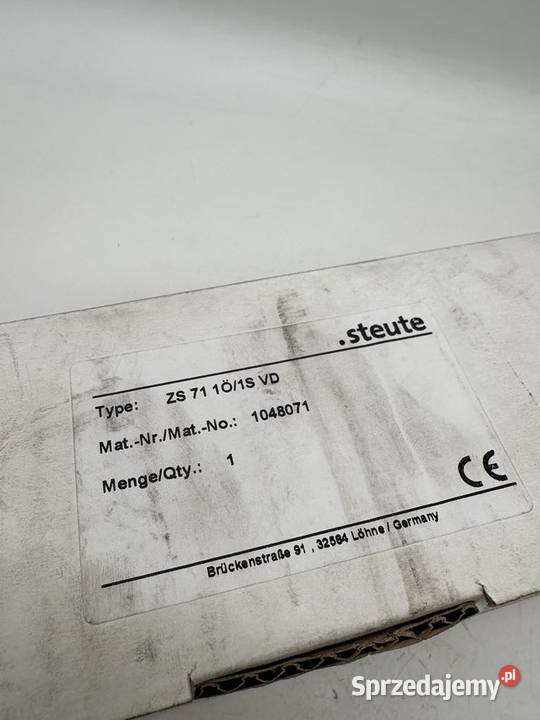 .steute
Type: ZS 71 1Ö/1S VD
Mat.-Nr./Mat.-No.: 1048071
Menge/Qty.: 1
CE
Brückenstraße 91 , 32584 Löhne / Germany
Sprzedajemy.pl